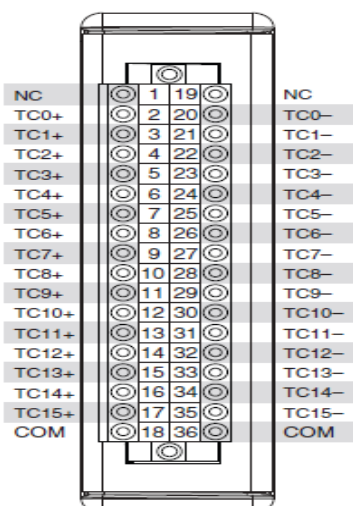 NC 1 19 NC
TC0+ 2 20 TC0–
TC1+ 3 21 TC1–
TC2+ 4 22 TC2–
TC3+ 5 23 TC3–
TC4+ 6 24 TC4–
TC5+ 7 25 TC5–
TC6+ 8 26 TC6–
TC7+ 9 27 TC7–
TC8+ 10 28 TC8–
TC9+ 11 29 TC9–
TC10+ 12 30 TC10–
TC11+ 13 31 TC11–
TC12+ 14 32 TC12–
TC13+ 15 33 TC13–
TC14+ 16 34 TC14–
TC15+ 17 35 TC15–
COM 18 36 COM